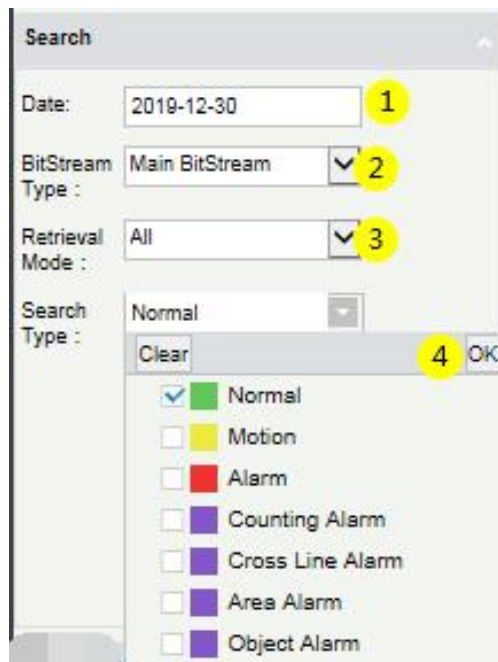 Search
Date: 2019-12-30 1
BitStream Type : Main BitStream 2
Retrieval Mode : All 3
Search Type : Normal
Clear 4 OK
Normal
Motion
Alarm
Counting Alarm
Cross Line Alarm
Area Alarm
Object Alarm